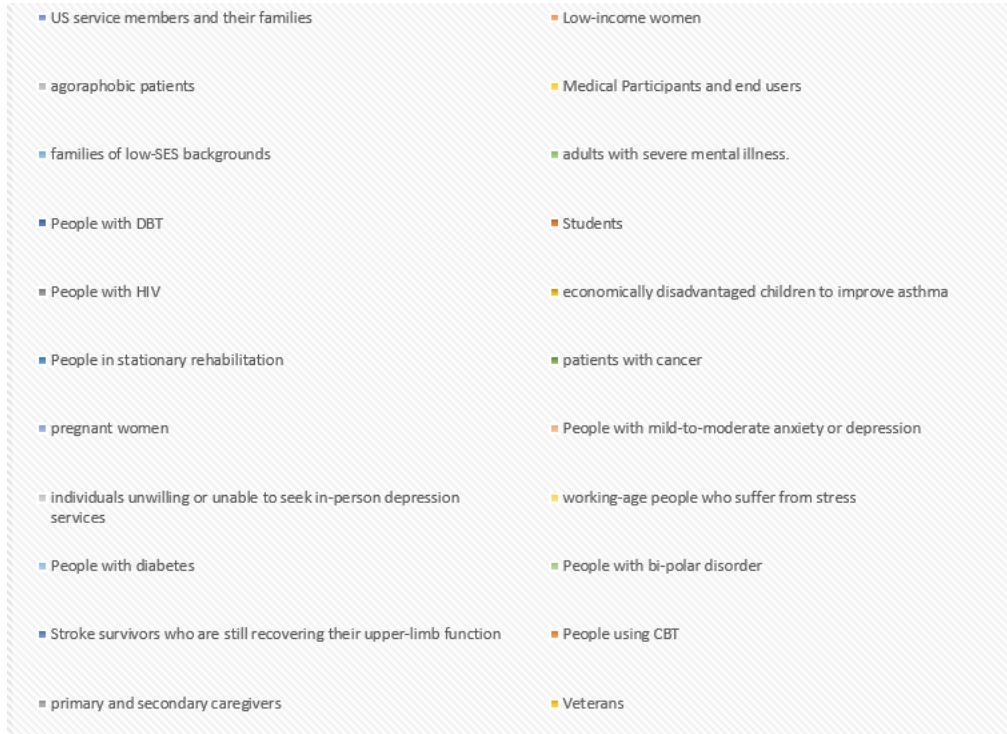 US service members and their families
Low-income women
agoraphobic patients
Medical Participants and end users
families of low-SES backgrounds
adults with severe mental illness.
People with DBT
Students
People with HIV
economically disadvantaged children to improve asthma
People in stationary rehabilitation
patients with cancer
pregnant women
People with mild-to-moderate anxiety or depression
individuals unwilling or unable to seek in-person depression
services
working-age people who suffer from stress
People with diabetes
People with bi-polar disorder
Stroke survivors who are still recovering their upper-limb function
People using CBT
primary and secondary caregivers
Veterans